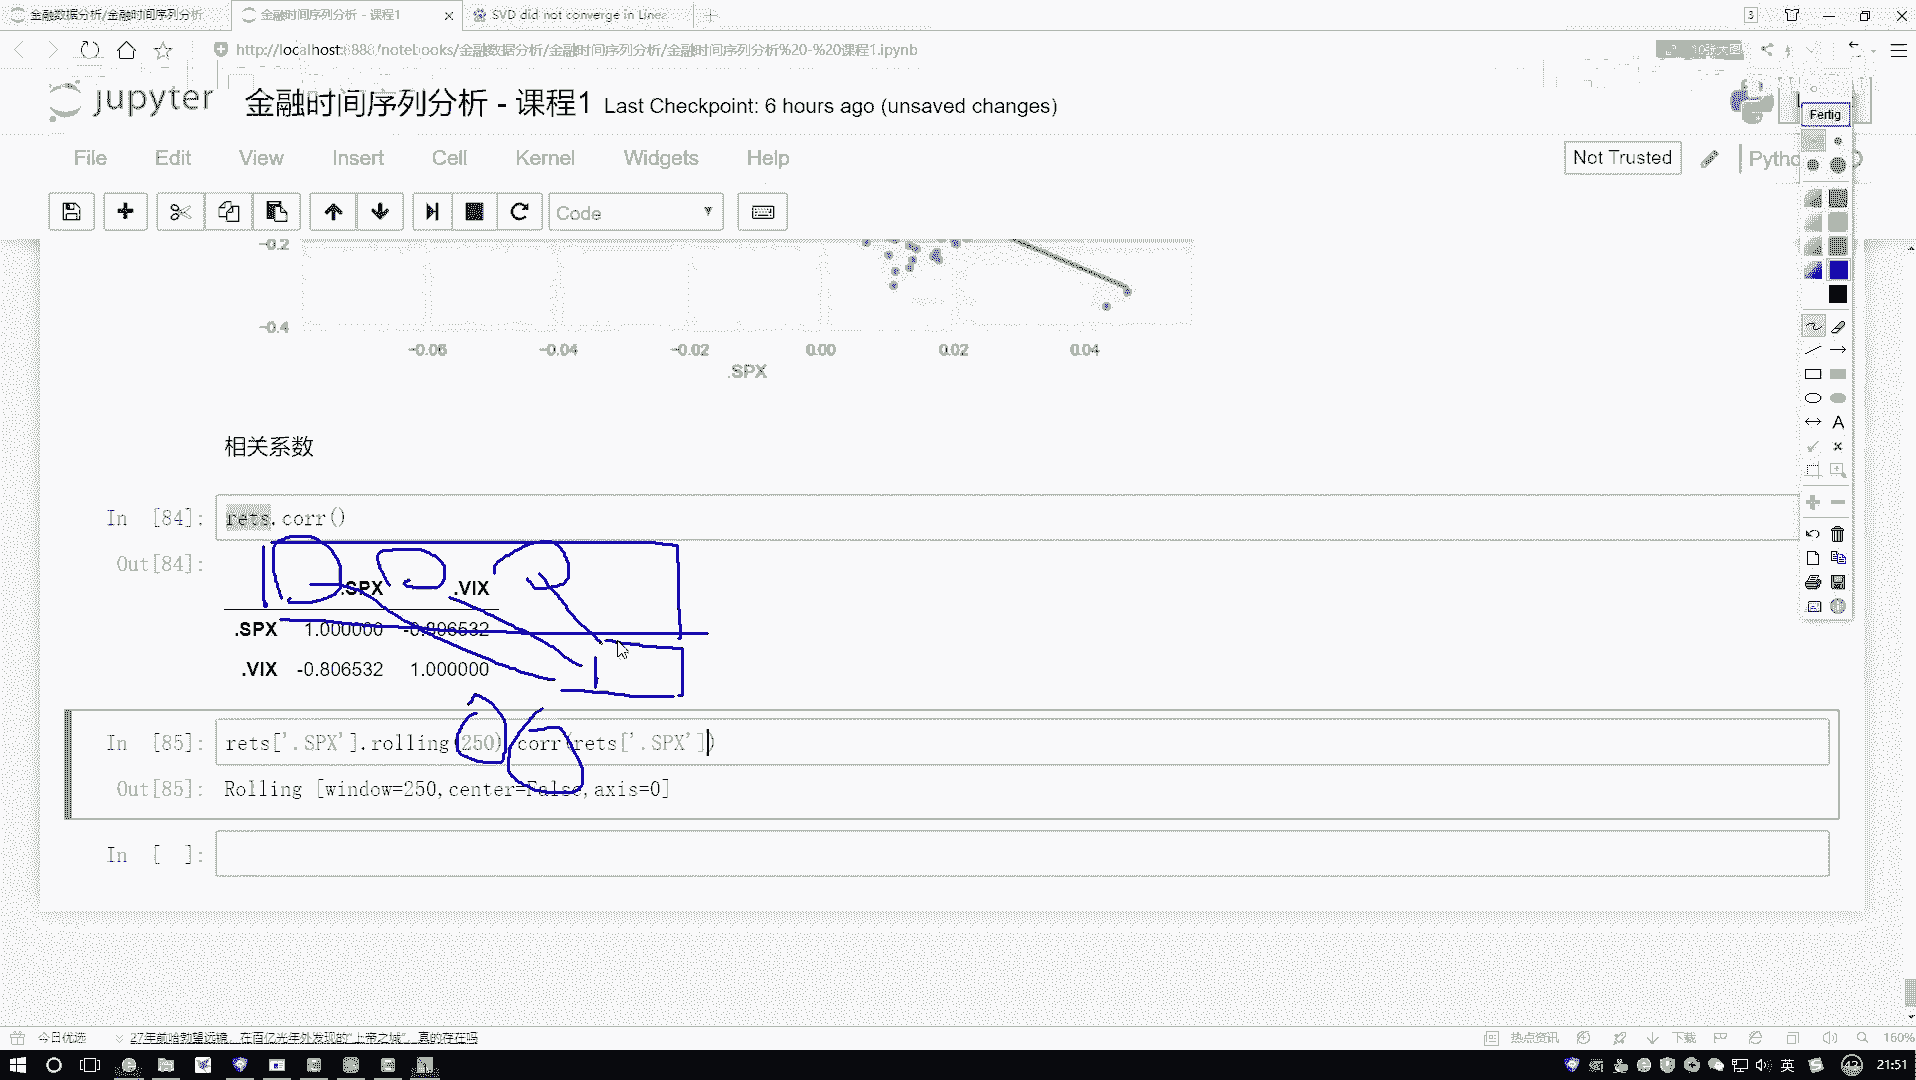 金融数据分析/金融时间序列分析
金融时间序列分析 - 课程1
SVD did not converge in Linea
http://localhost:888/notebooks/金融数据分析/金融时间序列分析/金融时间序列分析%20-%20课程1.ipynb
3
jupyter
金融时间序列分析 - 课程1 Last Checkpoint: 6 hours ago (unsaved changes)
Fertig
File Edit View Insert Cell Kernel Widgets Help
Not Trusted
Code
-0.2
-0.4
-0.06 -0.04 -0.02 0.00 0.02 0.04
.SPX
相关系数
In [84]: rets.corr()
Out[84]:
.SPX .VIX
.SPX 1.000000 -0.806532
.VIX -0.806532 1.000000
In [85]: rets['.SPX'].rolling(250).corr(rets['.SPX'])
Out[85]: Rolling [window=250,center=False,axis=0]
In [ ]:
今日优选
27年前哈勃望远镜,在百亿光年外发现的"上帝之城",真的存在吗
热点资讯
下载
160%
英
42
21:51